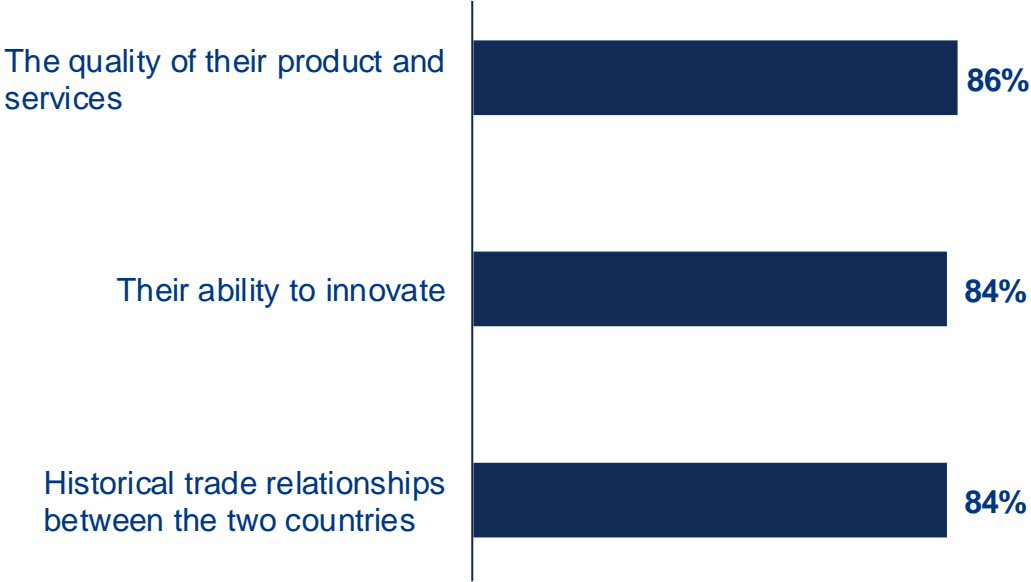 The quality of their product and
services
86%
Their ability to innovate
84%
Historical trade relationships
between the two countries
84%